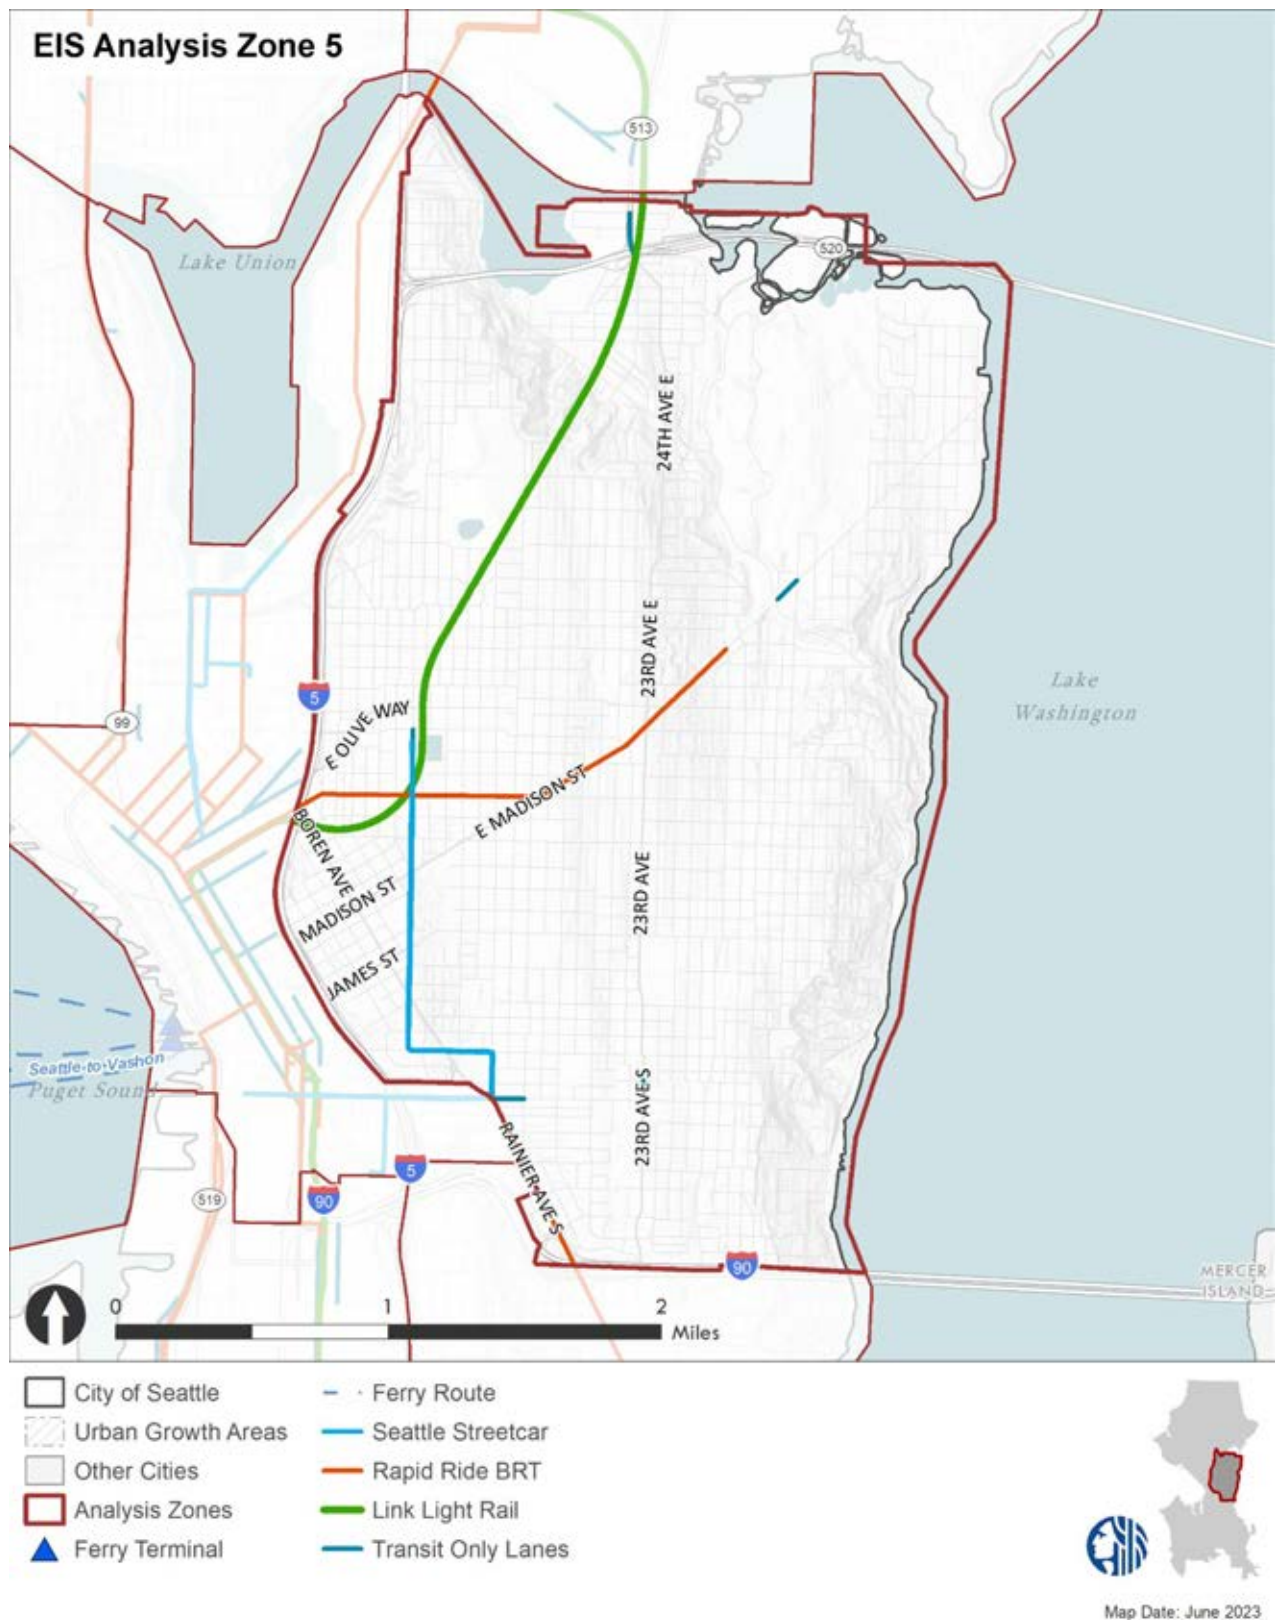 EIS Analysis Zone 5
513
520
Lake Union
24TH AVE E
23RD AVE E
5
E OLIVE WAY
99
Lake
Washington
E MADISON ST
BOREN AVE
MADISON ST
23RD AVE
JAMES ST
Seattle-to-Vashon
Puget Sound
23RD AVE S
RAINIER AVE S
5
519
90
90
MERCER
ISLAND
0 1 2
Miles
City of Seattle
Urban Growth Areas
Other Cities
Analysis Zones
Ferry Terminal
Ferry Route
Seattle Streetcar
Rapid Ride BRT
Link Light Rail
Transit Only Lanes
Map Date: June 2023